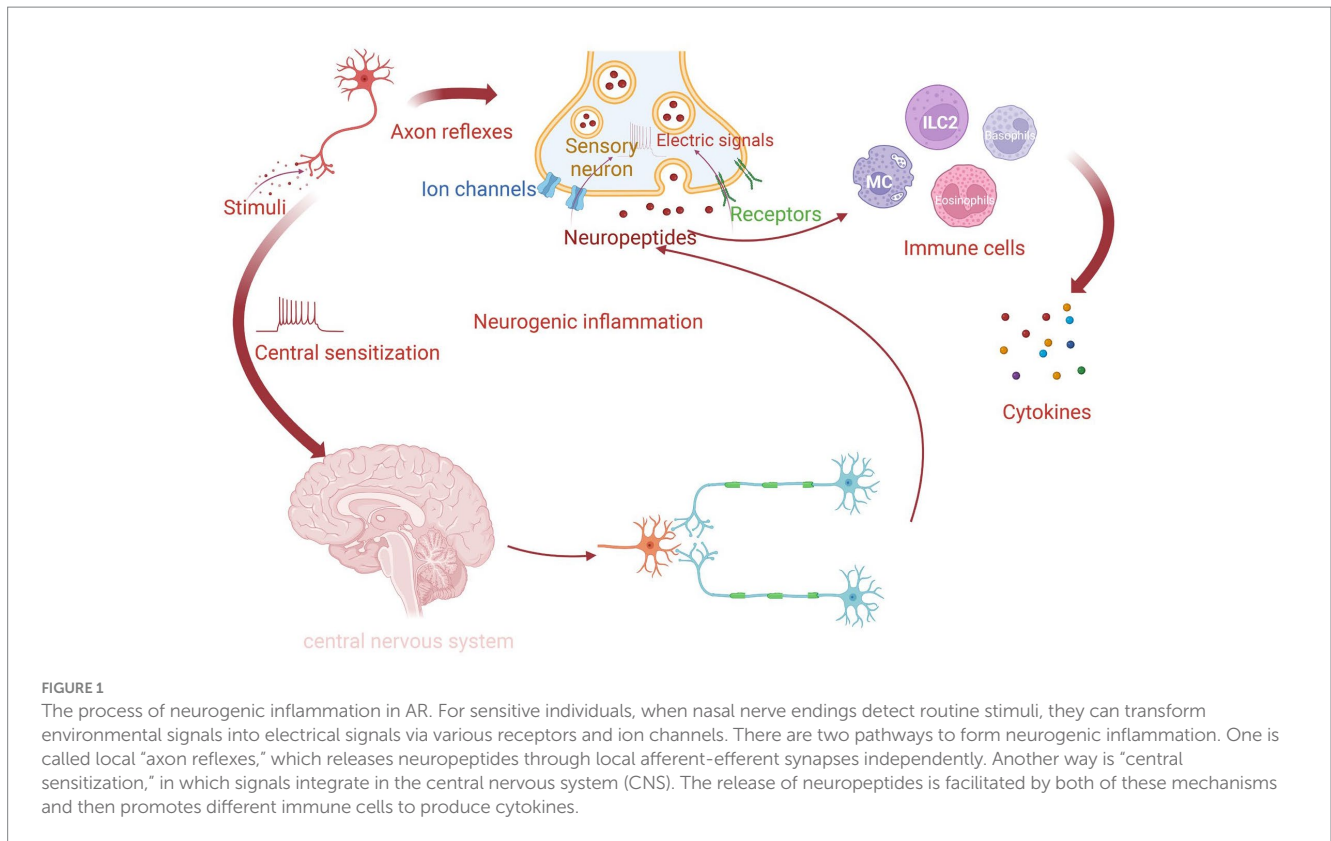 Axon reflexes
Stimuli
Sensory
neuron
Electric signals
Ion channels
Receptors
Neuropeptides
ILC2
Basophils
MC
Eosinophils
Immune cells
Central sensitization
Neurogenic inflammation
Cytokines
central nervous system
FIGURE 1
The process of neurogenic inflammation in AR. For sensitive individuals, when nasal nerve endings detect routine stimuli, they can transform
environmental signals into electrical signals via various receptors and ion channels. There are two pathways to form neurogenic inflammation. One is
called local “axon reflexes,” which releases neuropeptides through local afferent-efferent synapses independently. Another way is “central
sensitization,” in which signals integrate in the central nervous system (CNS). The release of neuropeptides is facilitated by both of these mechanisms
and then promotes different immune cells to produce cytokines.